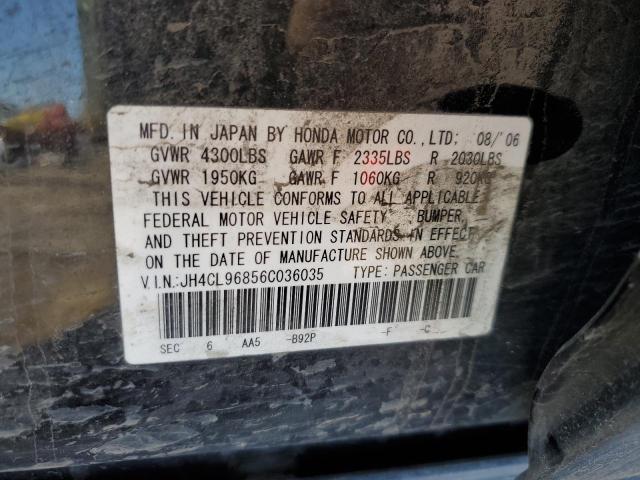 MFD. IN JAPAN BY HONDA MOTOR CO., LTD: 08/'06
GVWR 4300LBS GAWR F 2335LBS R 2030LBS
GVWR 1950KG GAWR F 1060KG R 920KG
THIS VEHICLE CONFORMS TO ALL APPLICABLE
FEDERAL MOTOR VEHICLE SAFETY, BUMPER,
AND THEFT PREVENTION STANDARDS IN EFFECT
ON THE DATE OF MANUFACTURE SHOWN ABOVE.
V.I.N.:JH4CL96856C036035 TYPE: PASSENGER CAR
SEC 6 AA5 -B92P -F -C